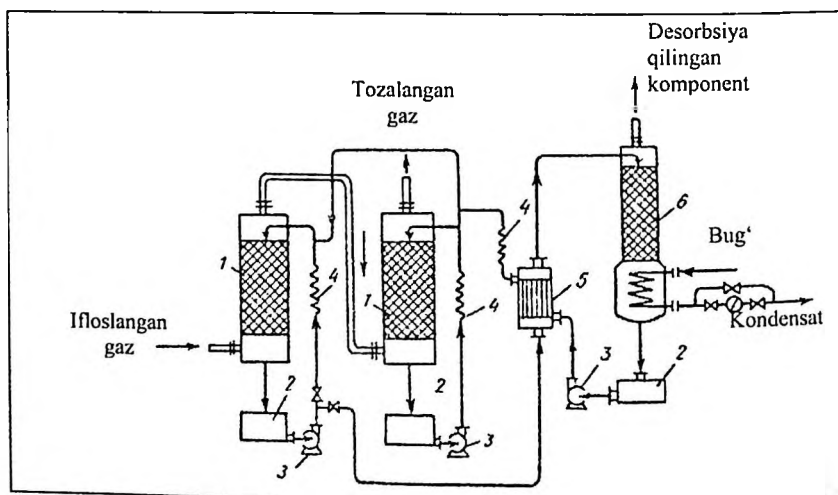 Desorbsiya
qilingan
komponent
Tozalangan
gaz
4
6
1
4
Bug‘
5
1
4
Ifloslangan
gaz
Kondensat
2
2
3
2
3
3